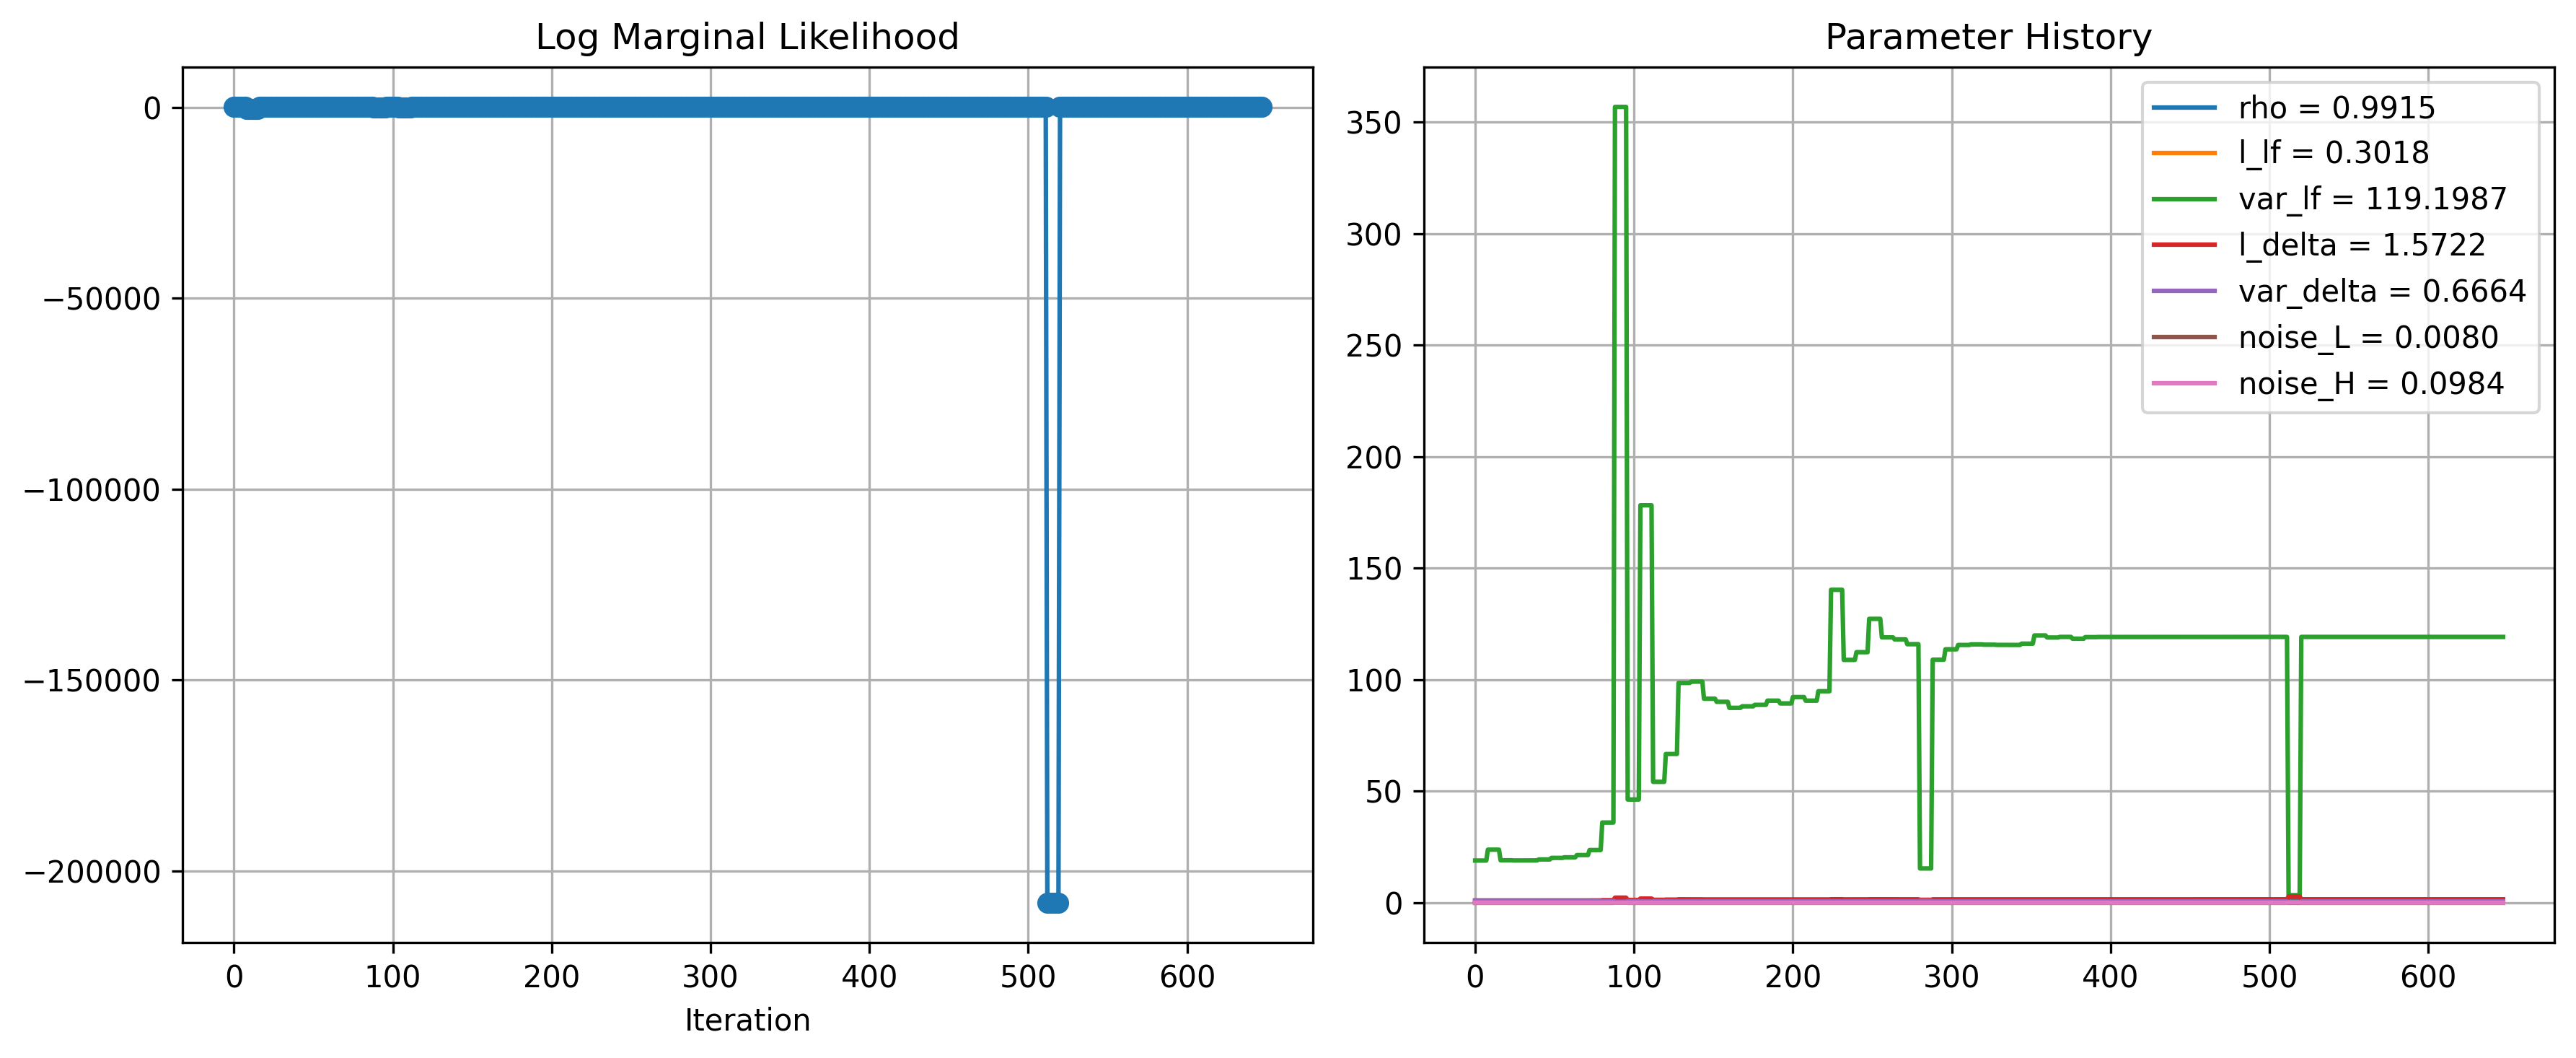 Log Marginal Likelihood
0
−50000
−100000
−150000
−200000
0 100 200 300 400 500 600
Iteration
Parameter History
350
300
250
200
150
100
50
0
0 100 200 300 400 500 600
rho = 0.9915
l_lf = 0.3018
var_lf = 119.1987
l_delta = 1.5722
var_delta = 0.6664
noise_L = 0.0080
noise_H = 0.0984